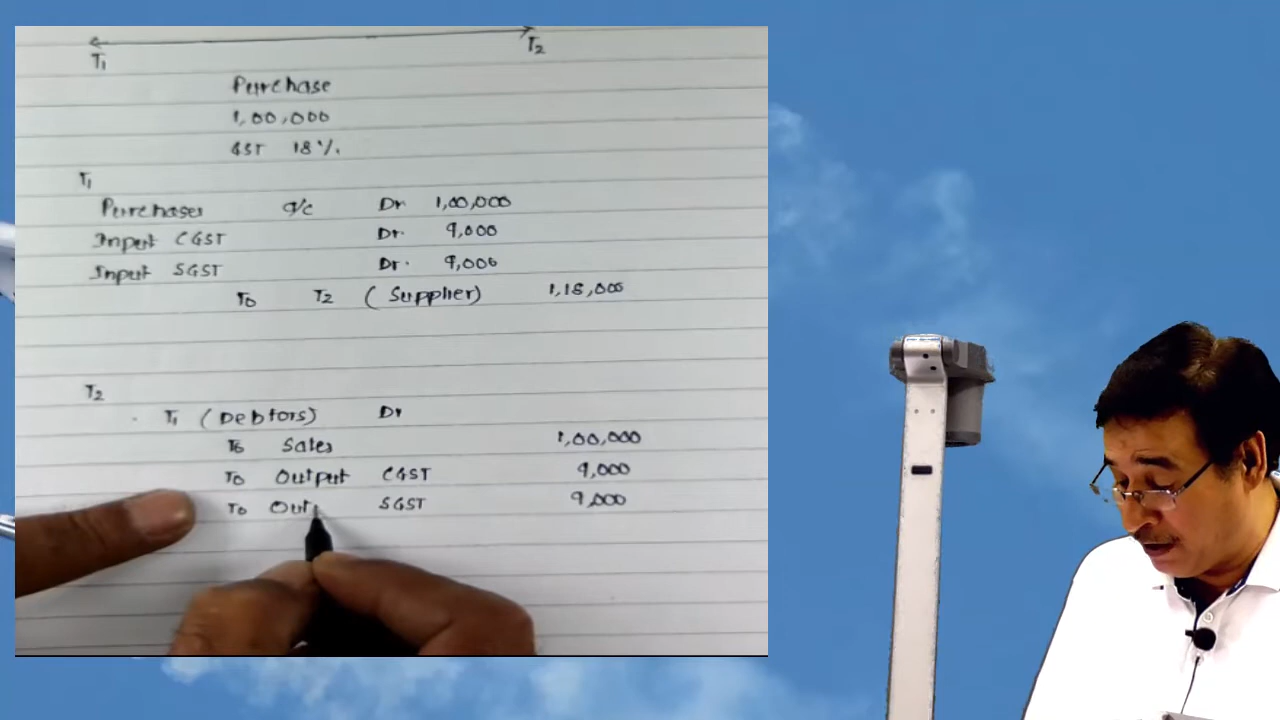 T1 T2
Purchase
1,00,000
GST 18%.
T1
Purchases a/c Dr 1,00,000
Input CGST Dr. 9,000
Input SGST Dr. 9,000
To T2 (Supplier) 1,18,000
T2
T1 (Debtors) Dr
To Sales 1,00,000
To Output CGST 9,000
To Outp SGST 9,000